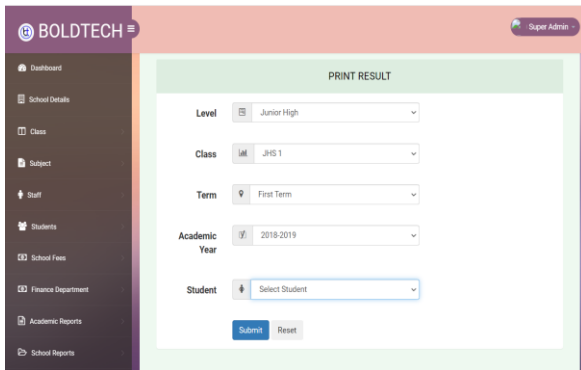 BOLDTECH
Super Admin
Dashboard
School Details
Class
Subject
Staff
Students
School Fees
Finance Department
Academic Reports
School Reports
PRINT RESULT
Level
Junior High
Class
JHS 1
Term
First Term
Academic
Year
2018-2019
Student
Select Student
Submit
Reset